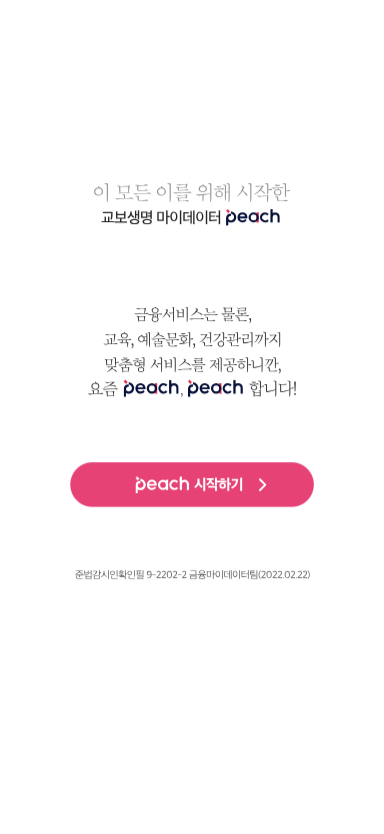 이 모든 이를 위해 시작한
교보생명 마이데이터 peach
금융서비스는 물론,
교육, 예술문화, 건강관리까지
맞춤형 서비스를 제공하니깐,
요즘 peach, peach 합니다!
peach 시작하기
준법감시인확인필 9-2202-2 금융마이데이터팀(2022.02.22)